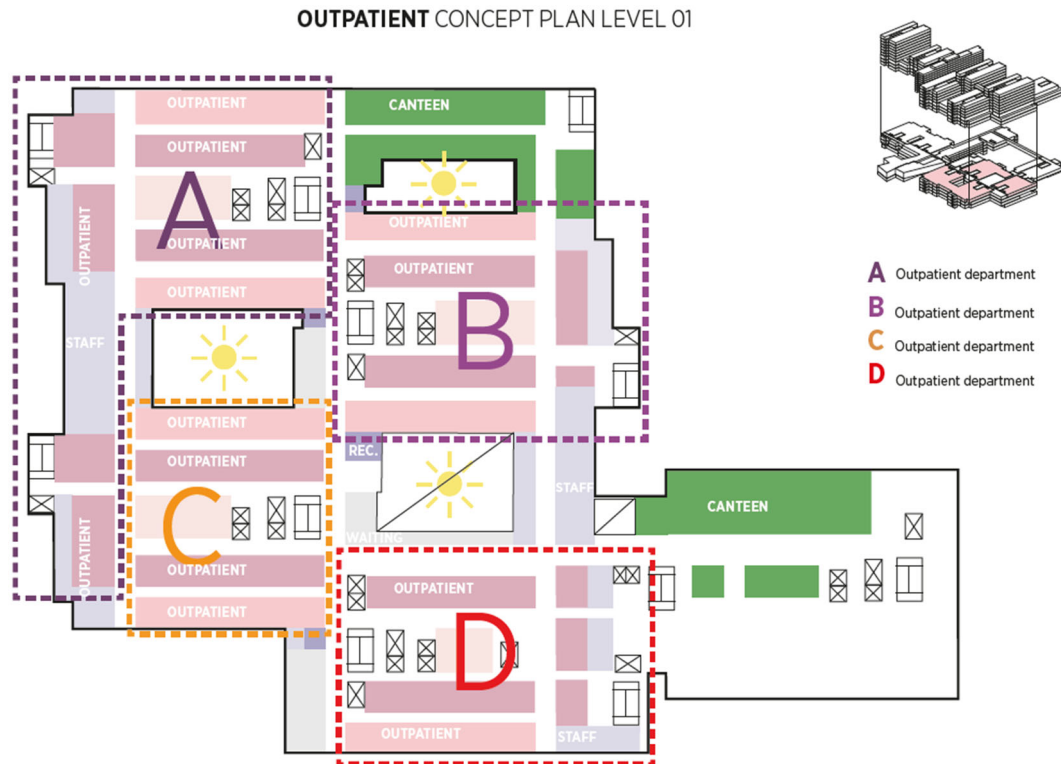 OUTPATIENT CONCEPT PLAN LEVEL 01
OUTPATIENT
CANTEEN
OUTPATIENT
A
OUTPATIENT
OUTPATIENT
OUTPATIENT
OUTPATIENT
OUTPATIENT
B
STAFF
OUTPATIENT
REC.
OUTPATIENT
C
STAFF
CANTEEN
WAITING
OUTPATIENT
OUTPATIENT
OUTPATIENT
D
OUTPATIENT
STAFF
A Outpatient department
B Outpatient department
C Outpatient department
D Outpatient department